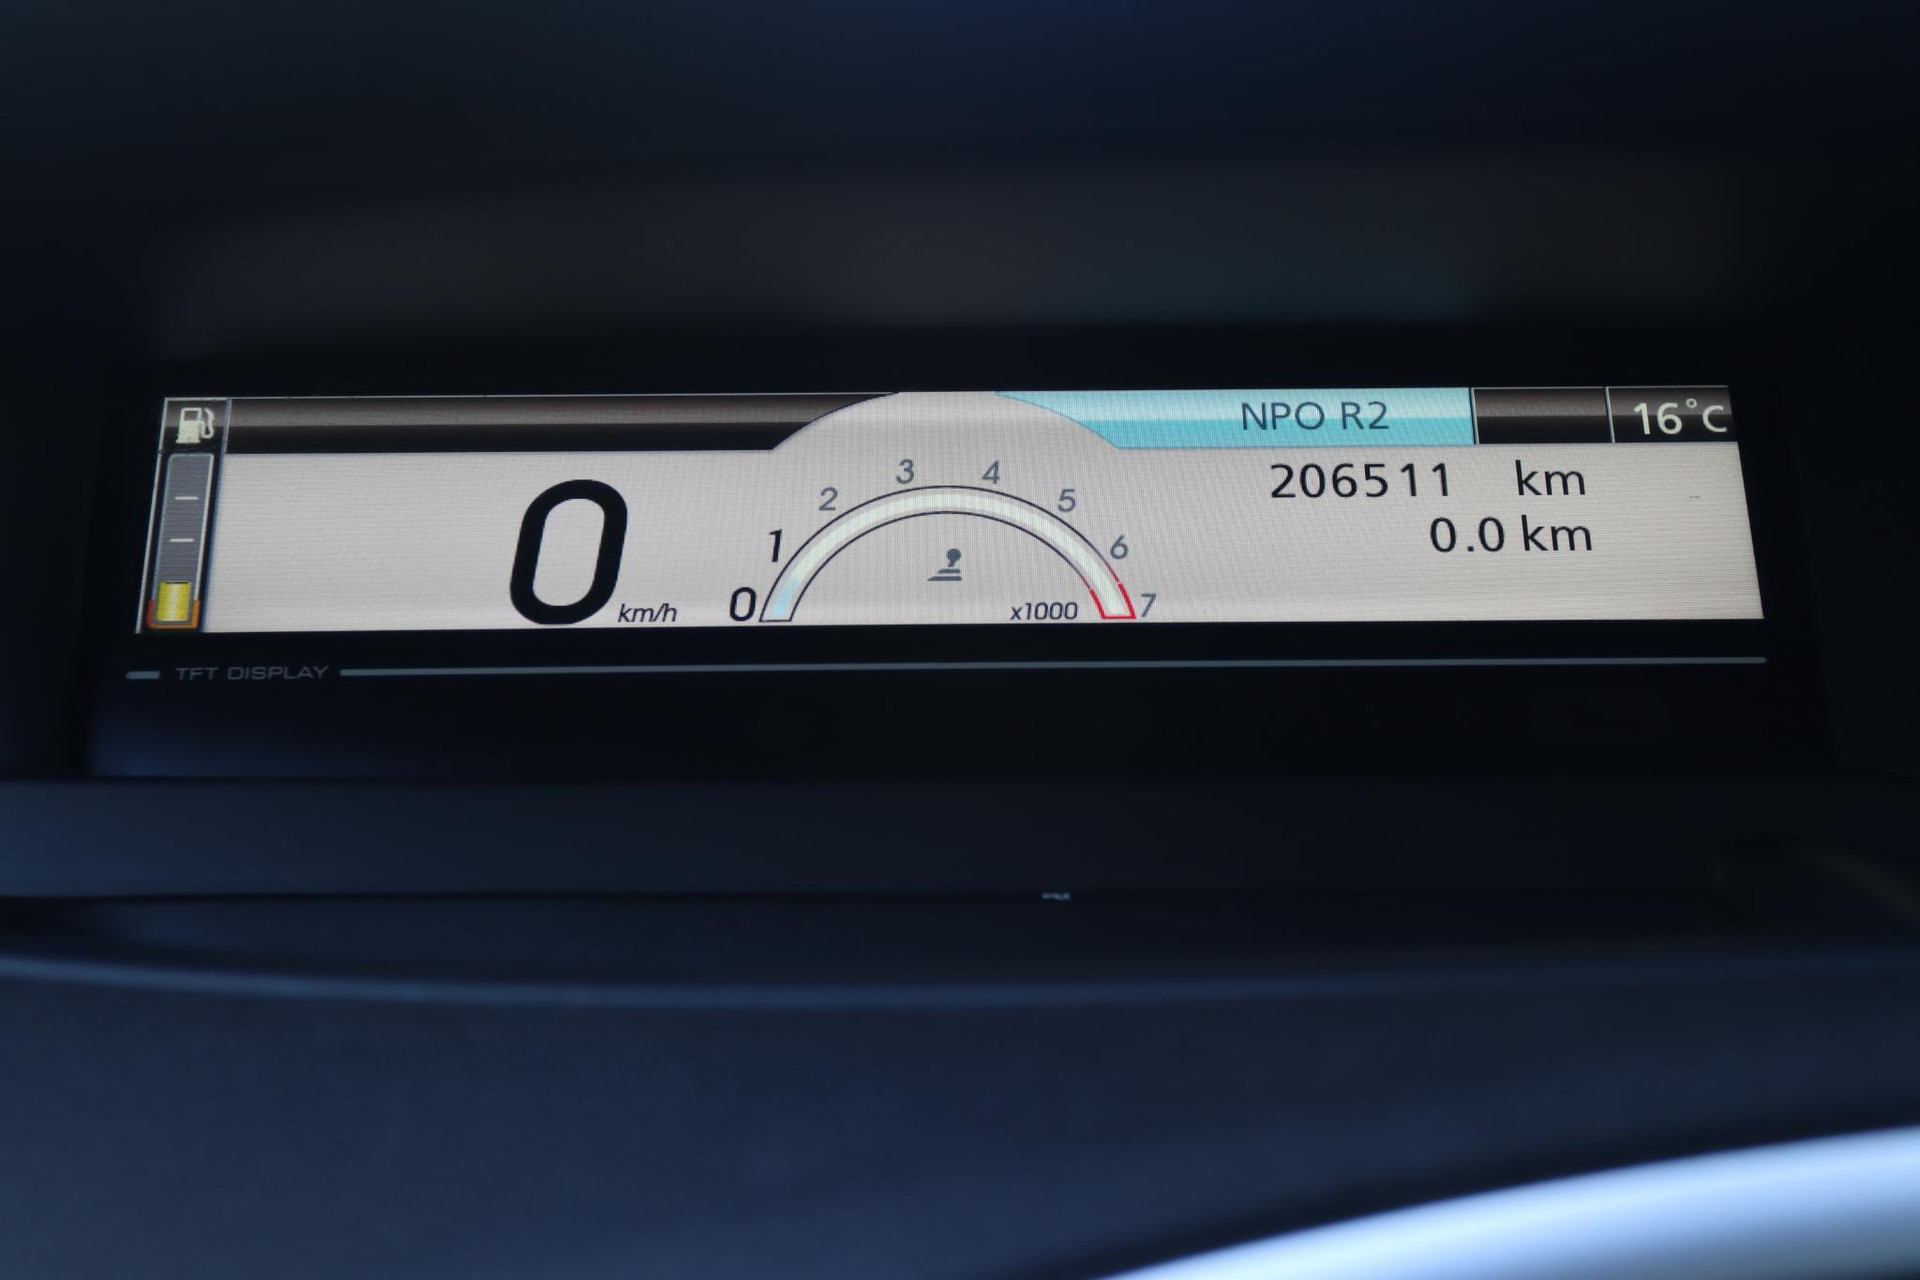 NPO R2
16°C
206511 km
0.0 km
0 km/h
0 1 2 3 4 5 6 7
x1000
TFT DISPLAY